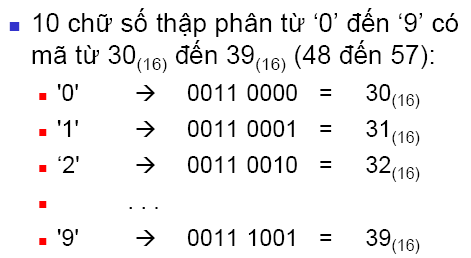 10 chữ số thập phân từ ‘0’ đến ‘9’ có
mã từ 30(16) đến 39(16) (48 đến 57):
'0' → 0011 0000 = 30(16)
'1' → 0011 0001 = 31(16)
‘2' → 0011 0010 = 32(16)
. . .
'9' → 0011 1001 = 39(16)